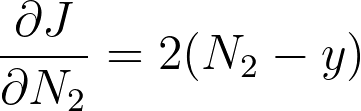 ∂J/∂N₂ = 2(N₂ − y)